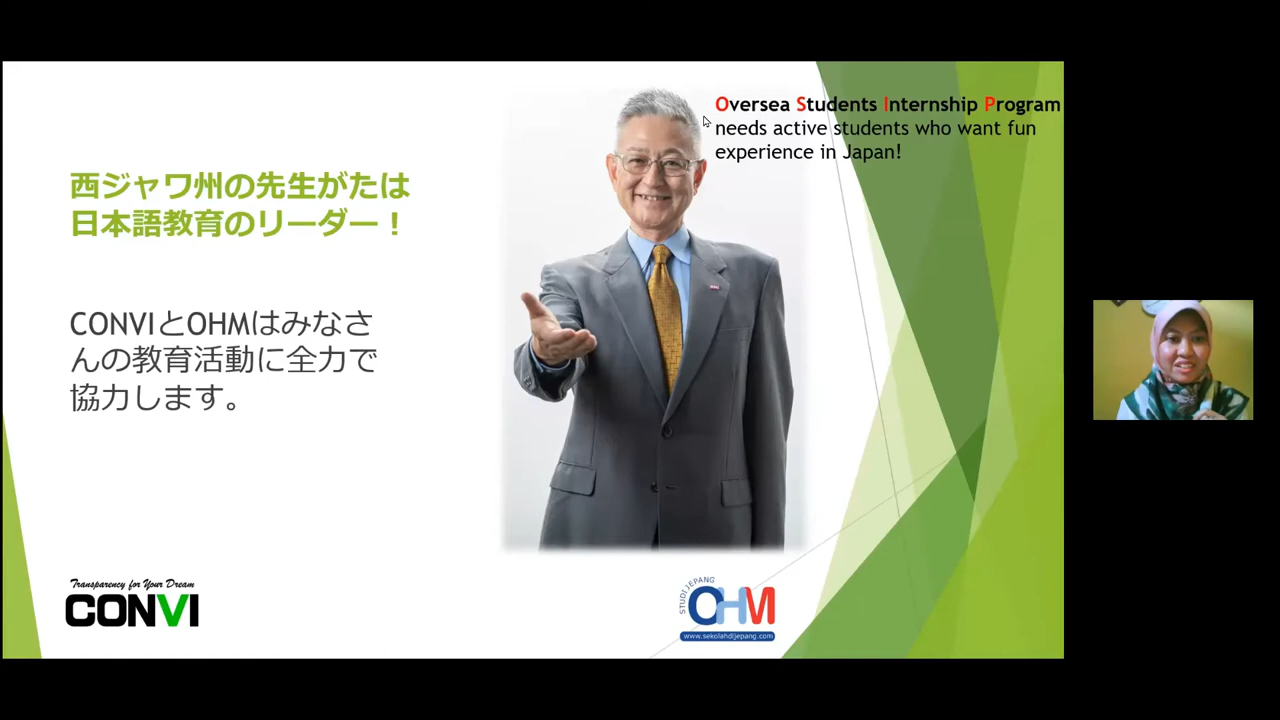 Oversea Students Internship Program
needs active students who want fun
experience in Japan!
西ジャワ州の先生がたは
日本語教育のリーダー！
CONVIとOHMはみなさ
んの教育活動に全力で
協力します。
Transparency for Your Dream
CONVI
STUDI JEPANG
OHM
www.sekolahdijepang.com